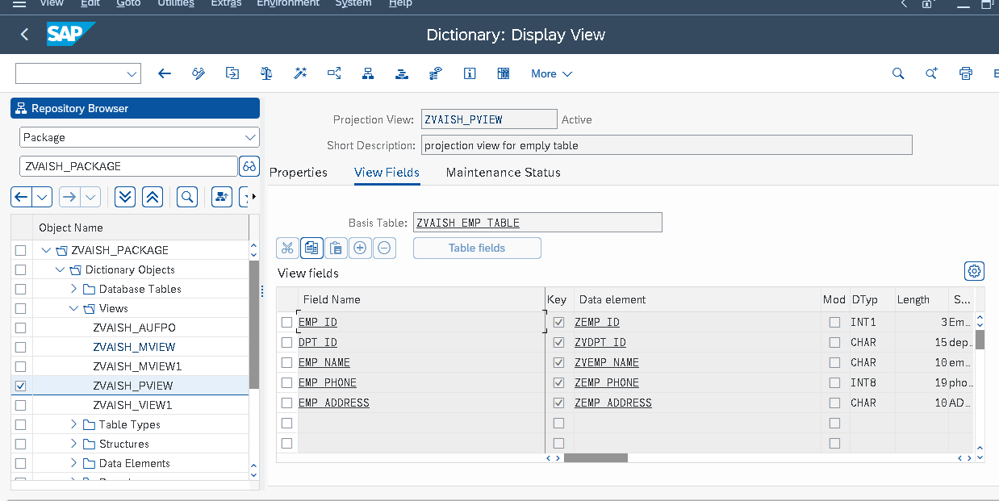 View Edit Goto Utilities Extras Environment System Help
SAP Dictionary: Display View
More
Repository Browser
Package
ZVAISH_PACKAGE
Object Name
ZVAISH_PACKAGE
Dictionary Objects
Database Tables
Views
ZVAISH_AUFPO
ZVAISH_MVIEW
ZVAISH_MVIEW1
ZVAISH_PVIEW
ZVAISH_VIEW1
Table Types
Structures
Data Elements
Projection View: ZVAISH_PVIEW Active
Short Description: projection view for emply table
Properties View Fields Maintenance Status
Basis Table: ZVAISH_EMP_TABLE
Table fields
View fields
Field Name Key Data element Mod DTyp Length S...
EMP_ID ZEMP_ID INT1 3 Em...
DPT_ID ZVDPT_ID CHAR 15 dep...
EMP_NAME ZVEMP_NAME CHAR 10 em...
EMP_PHONE ZEMP_PHONE INT8 19 pho...
EMP_ADDRESS ZEMP_ADDRESS CHAR 10 AD...